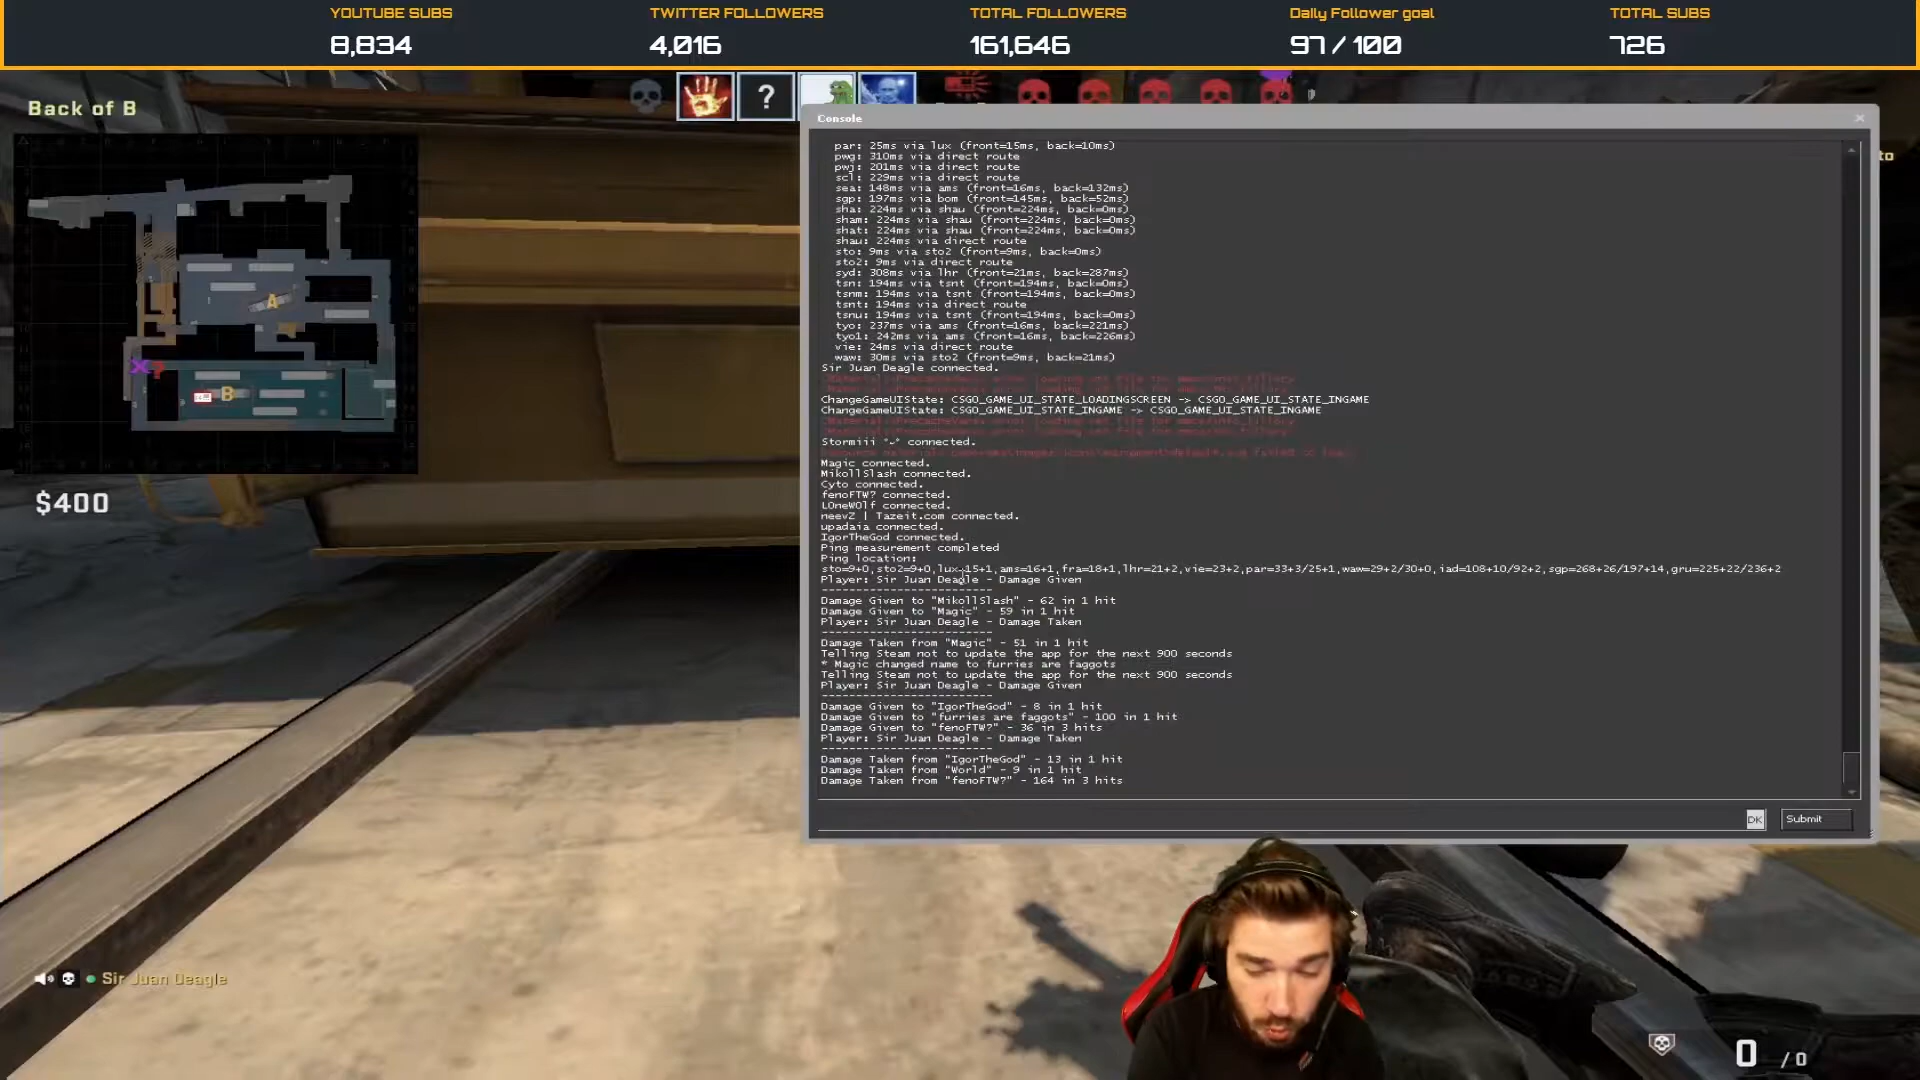 YOUTUBE SUBS
8,834
TWITTER FOLLOWERS
4,016
TOTAL FOLLOWERS
161,646
Daily Follower goal
97 / 100
TOTAL SUBS
726
Back of B
?
A
B
$400
to
Console
par: 25ms via lux (front=15ms, back=10ms)
pwg: 310ms via direct route
pwj: 201ms via direct route
scl: 229ms via direct route
sea: 148ms via ams (front=16ms, back=132ms)
sgp: 197ms via bom (front=145ms, back=52ms)
sha: 224ms via shau (front=224ms, back=0ms)
sham: 224ms via shau (front=224ms, back=0ms)
shat: 224ms via shau (front=224ms, back=0ms)
shau: 224ms via direct route
sto: 9ms via sto2 (front=9ms, back=0ms)
sto2: 9ms via direct route
syd: 308ms via lhr (front=21ms, back=287ms)
tsn: 194ms via tsnt (front=194ms, back=0ms)
tsnm: 194ms via tsnt (front=194ms, back=0ms)
tsnt: 194ms via direct route
tsnu: 194ms via tsnt (front=194ms, back=0ms)
tyo: 237ms via ams (front=16ms, back=221ms)
tyo1: 242ms via ams (front=16ms, back=226ms)
vie: 24ms via direct route
waw: 30ms via sto2 (front=9ms, back=21ms)
Sir Juan Deagle connected.
ChangeGameUIState: CSGO_GAME_UI_STATE_LOADINGSCREEN -> CSGO_GAME_UI_STATE_INGAME
ChangeGameUIState: CSGO_GAME_UI_STATE_INGAME -> CSGO_GAME_UI_STATE_INGAME
Stormiii connected.
Magic connected.
MikollSlash connected.
Cyto connected.
fenoFTW? connected.
LOneWOlf connected.
neevZ | Tazeit.com connected.
upadaia connected.
IgorTheGod connected.
Ping measurement completed
Ping location:
sto=9+0,sto2=9+0,lux=15+1,ams=16+1,fra=18+1,lhr=21+2,vie=23+2,par=33+3/25+1,waw=29+2/30+0,iad=108+10/92+2,sgp=268+26/197+14,gru=225+22/236+2
Player: Sir Juan Deagle - Damage Given
-------------------------
Damage Given to "MikollSlash" - 62 in 1 hit
Damage Given to "Magic" - 59 in 1 hit
Player: Sir Juan Deagle - Damage Taken
-------------------------
Damage Taken from "Magic" - 51 in 1 hit
Telling Steam not to update the app for the next 900 seconds
* Magic changed name to furries are faggots
Telling Steam not to update the app for the next 900 seconds
Player: Sir Juan Deagle - Damage Given
-------------------------
Damage Given to "IgorTheGod" - 8 in 1 hit
Damage Given to "furries are faggots" - 100 in 1 hit
Damage Given to "fenoFTW?" - 36 in 3 hits
Player: Sir Juan Deagle - Damage Taken
-------------------------
Damage Taken from "IgorTheGod" - 13 in 1 hit
Damage Taken from "World" - 9 in 1 hit
Damage Taken from "fenoFTW?" - 164 in 3 hits
Submit
Sir Juan Deagle
0 / 0